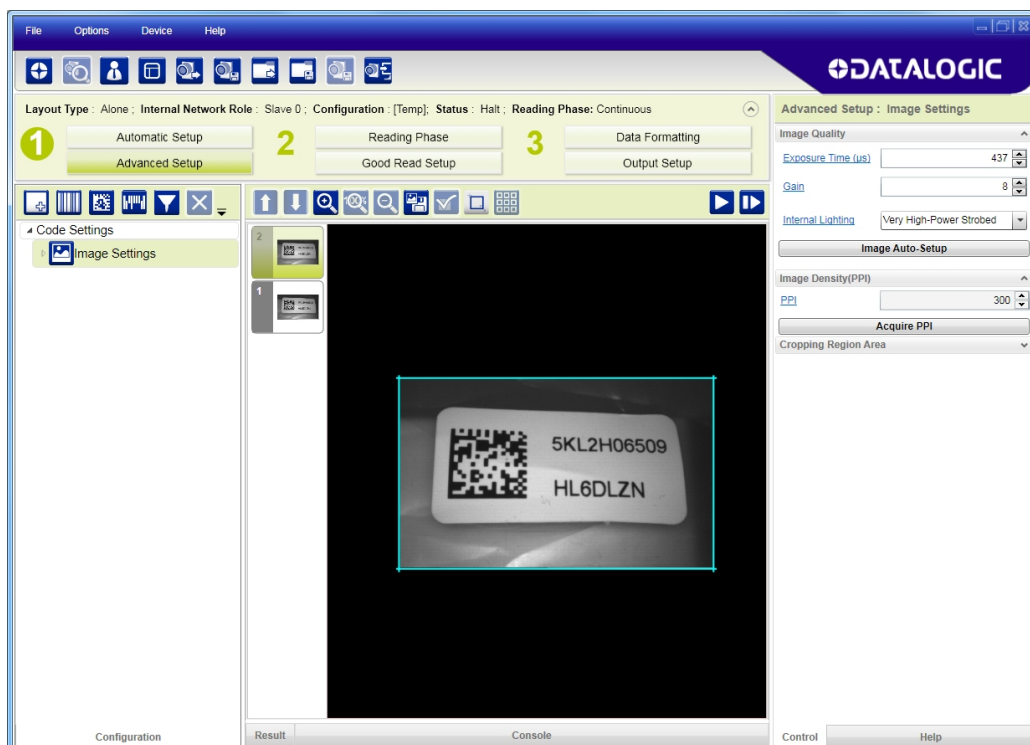 File Options Device Help
DATALOGIC
Layout Type : Alone ; Internal Network Role : Slave 0 ; Configuration : [Temp]; Status : Halt ; Reading Phase: Continuous
1 Automatic Setup 2 Reading Phase 3 Data Formatting
Advanced Setup Good Read Setup Output Setup
Advanced Setup : Image Settings
Image Quality
Exposure Time (µs) 437
Gain 8
Internal Lighting Very High-Power Strobed
Image Auto-Setup
Image Density(PPI)
PPI 300
Acquire PPI
Cropping Region Area
Code Settings
Image Settings
100%
2
1
5KL2H06509
HL6DLZN
Configuration
Result Console
Control Help